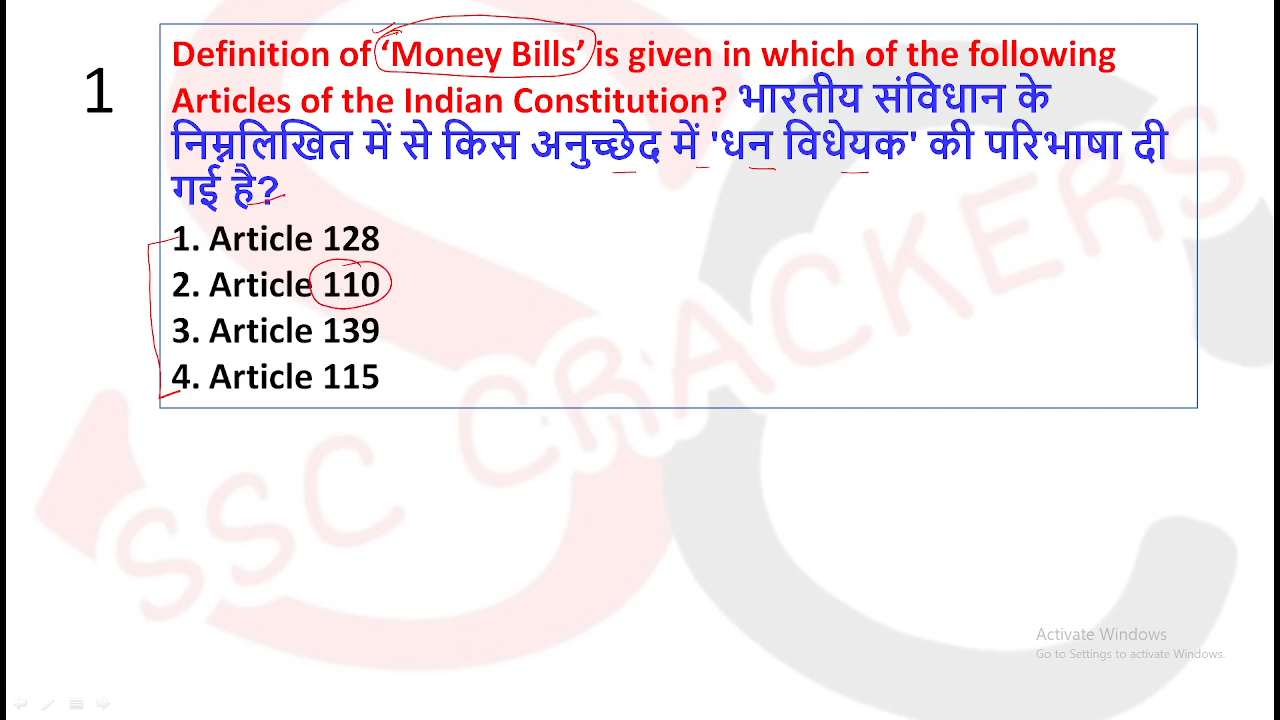 1
Definition of ‘Money Bills’ is given in which of the following
Articles of the Indian Constitution? भारतीय संविधान के
निम्नलिखित में से किस अनुच्छेद में 'धन विधेयक' की परिभाषा दी
गई है?
1. Article 128
2. Article 110
3. Article 139
4. Article 115
SSC CRACKERS
Activate Windows
Go to Settings to activate Windows.